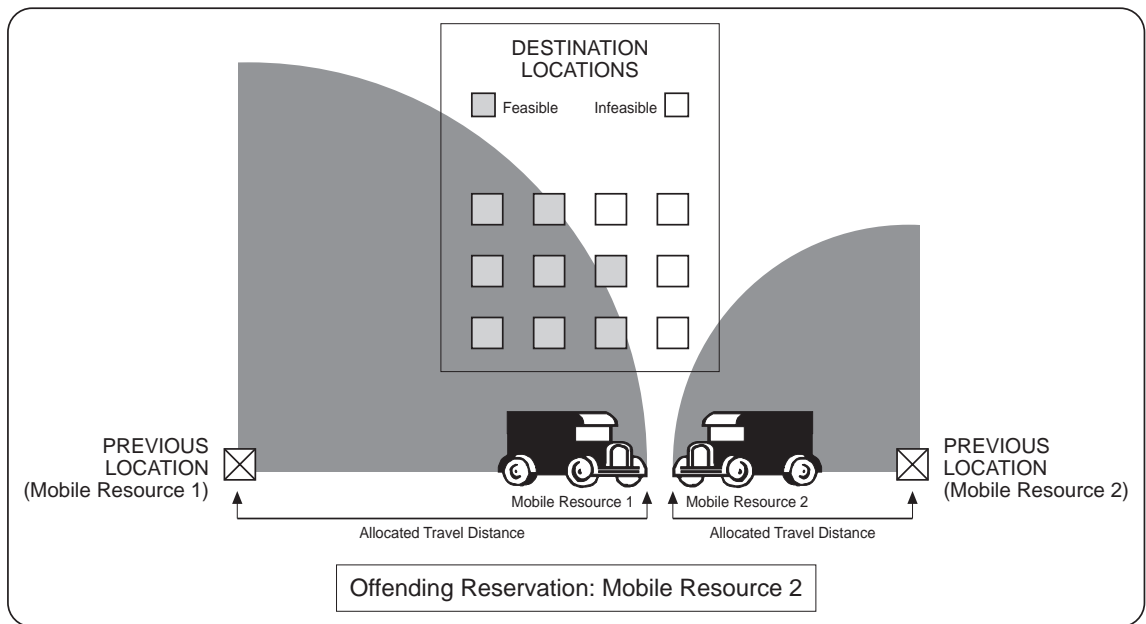 DESTINATION
LOCATIONS
Feasible
Infeasible
PREVIOUS
LOCATION
(Mobile Resource 1)
Mobile Resource 1
Mobile Resource 2
PREVIOUS
LOCATION
(Mobile Resource 2)
Allocated Travel Distance
Allocated Travel Distance
Offending Reservation: Mobile Resource 2